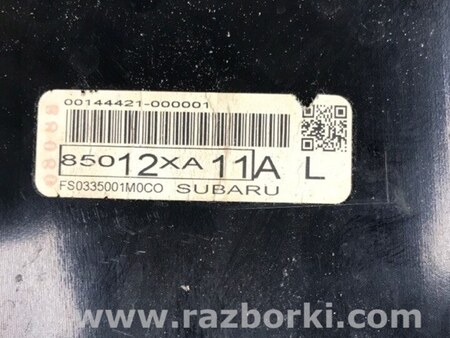 00144421-000001
85012XA11A L
FS0335001M0CO SUBARU
www.razborki.com